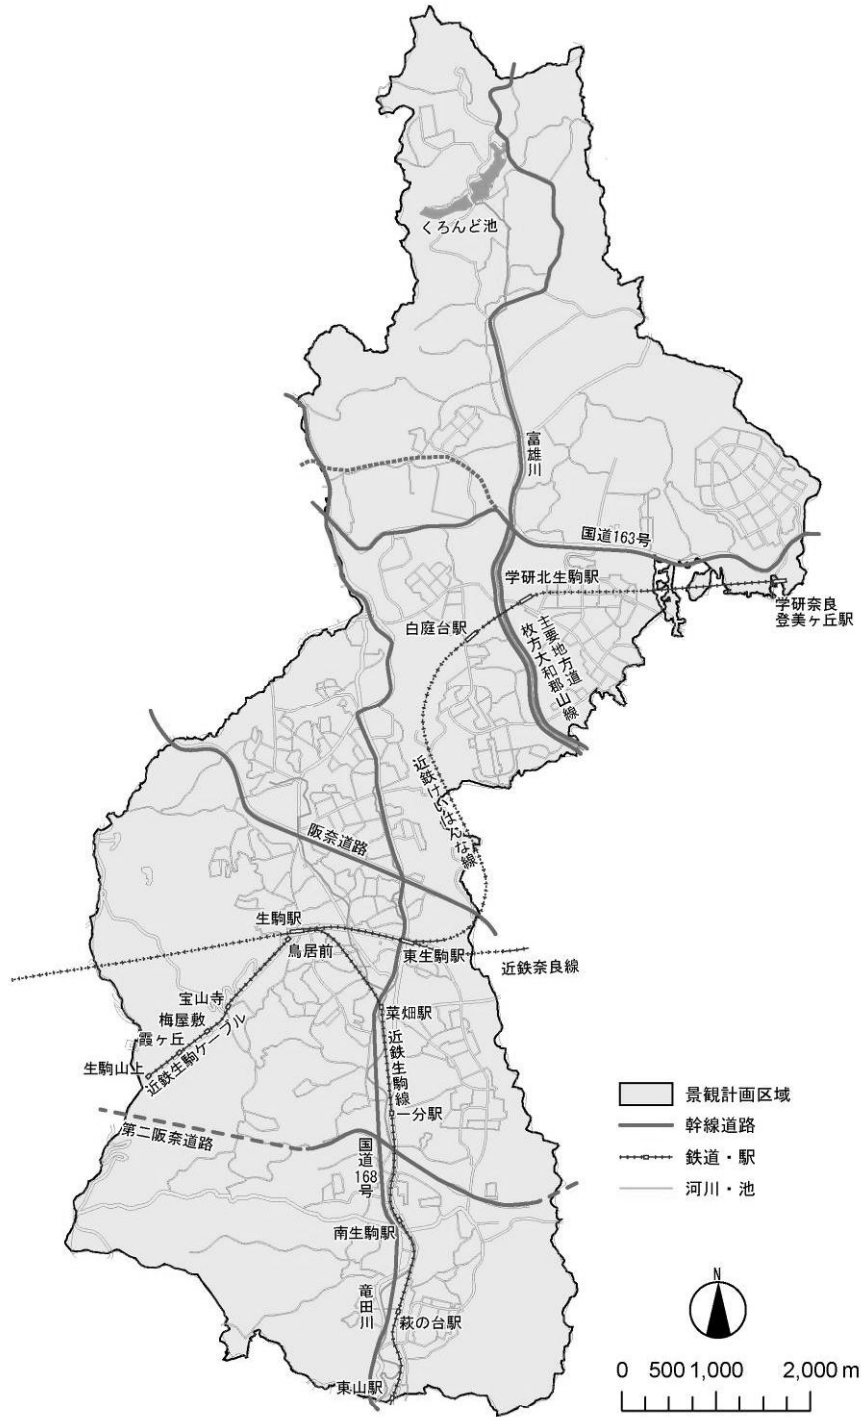 くろんど池
富雄川
国道163号
学研北生駒駅
学研奈良
登美ヶ丘駅
白庭台駅
主要地方道
枚方大和郡山線
近鉄けいはんな線
阪奈道路
生駒駅
鳥居前
東生駒駅
近鉄奈良線
宝山寺
梅屋敷
霞ヶ丘
生駒山上
近鉄生駒ケーブル
菜畑駅
近鉄生駒線
一分駅
第二阪奈道路
国道
168
号
南生駒駅
竜田川
萩の台駅
東山駅
景観計画区域
幹線道路
鉄道・駅
河川・池
N
0 500 1,000 2,000 m